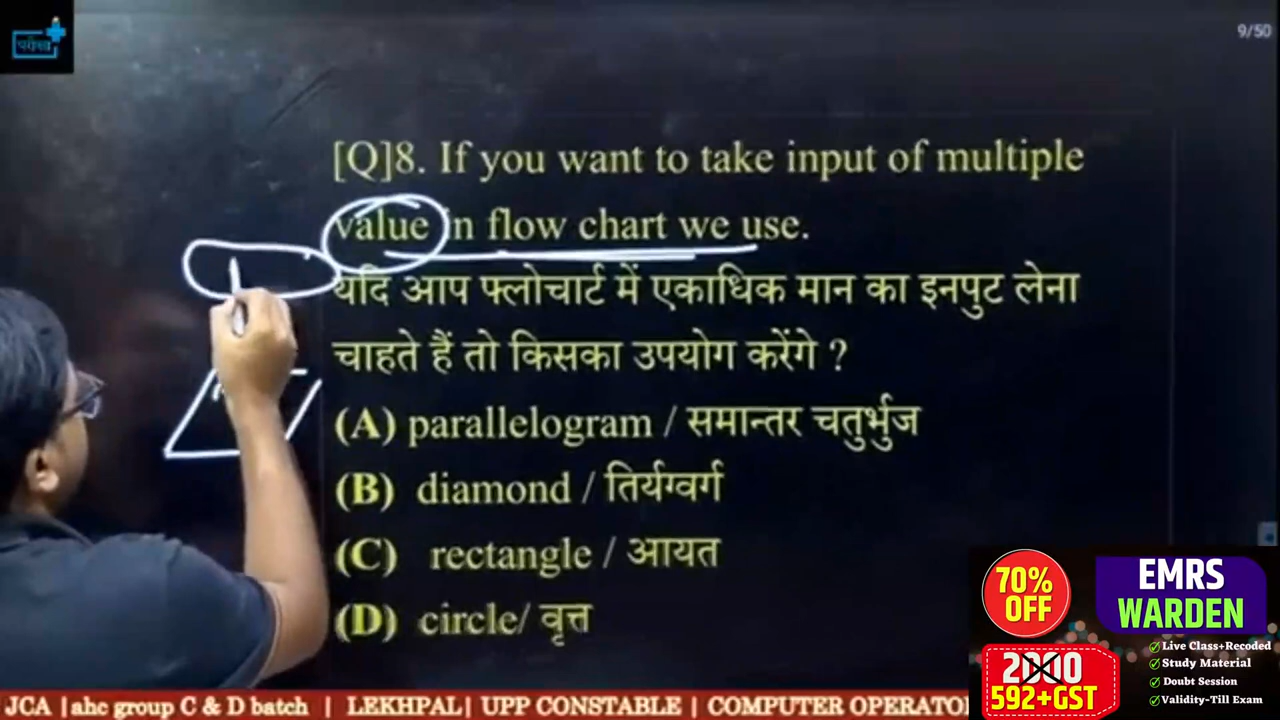 परीक्षा
9/50
[Q]8. If you want to take input of multiple
value in flow chart we use.
यदि आप फ्लोचार्ट में एकाधिक मान का इनपुट लेना
चाहते हैं तो किसका उपयोग करेंगे ?
(A) parallelogram / समान्तर चतुर्भुज
(B) diamond / तिर्यग्वर्ग
(C) rectangle / आयत
(D) circle/ वृत्त
70%
OFF
EMRS
WARDEN
2000
592+GST
Live Class+Recoded
Study Material
Doubt Session
Validity-Till Exam
JCA |ahc group C & D batch | LEKHPAL| UPP CONSTABLE | COMPUTER OPERATO